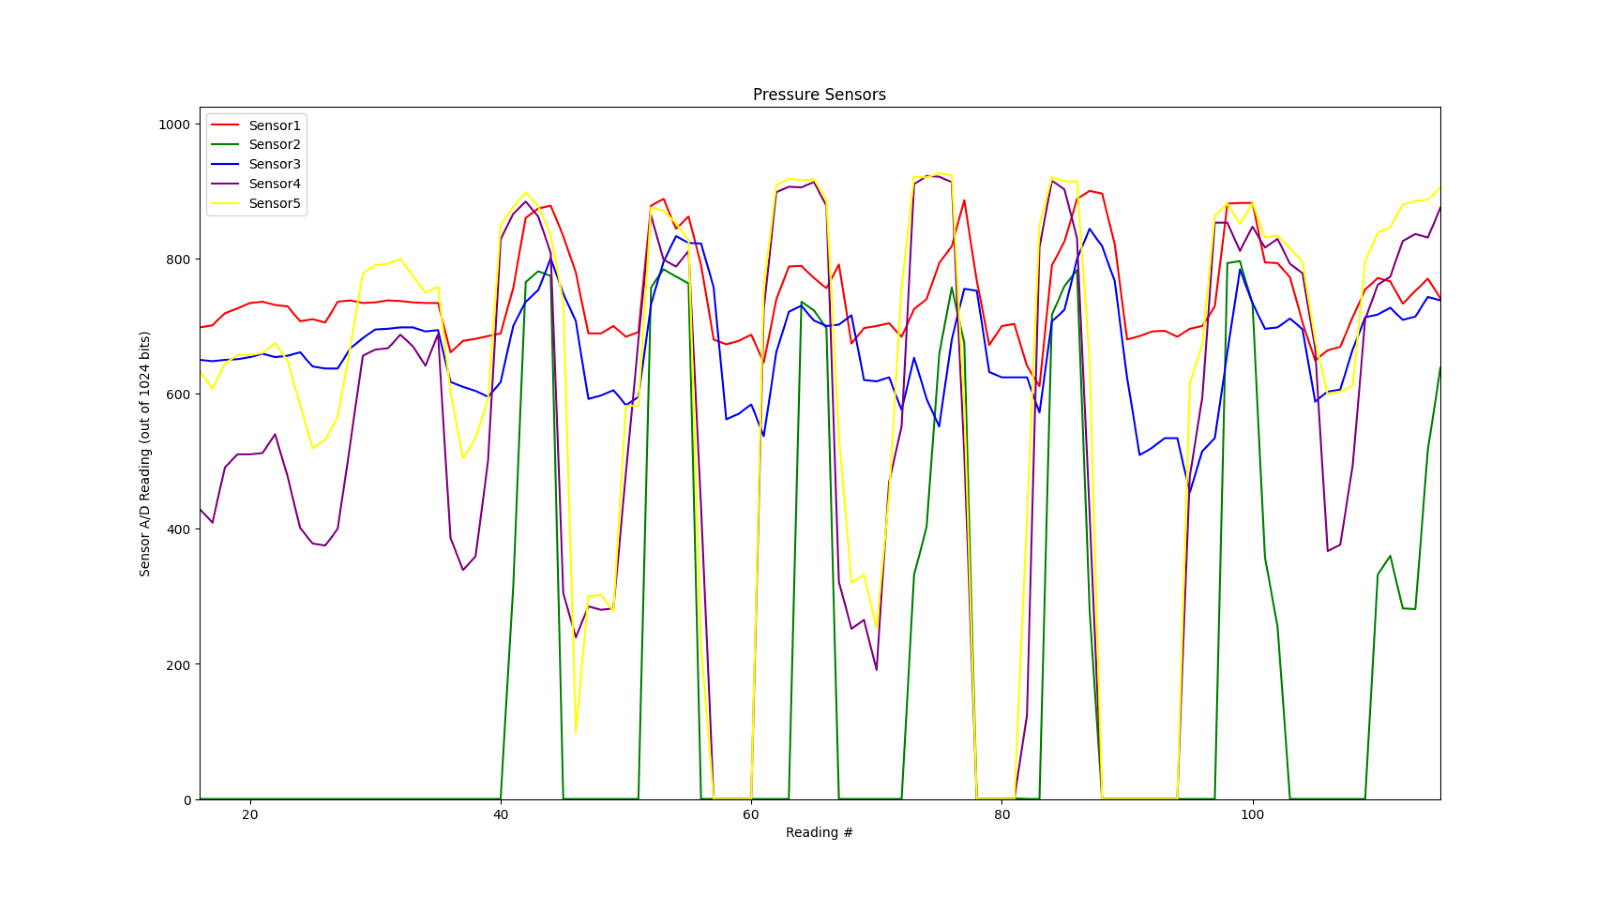 Pressure Sensors
1000
800
600
400
200
0
Sensor A/D Reading (out of 1024 bits)
Sensor1
Sensor2
Sensor3
Sensor4
Sensor5
20
40
60
80
100
Reading #